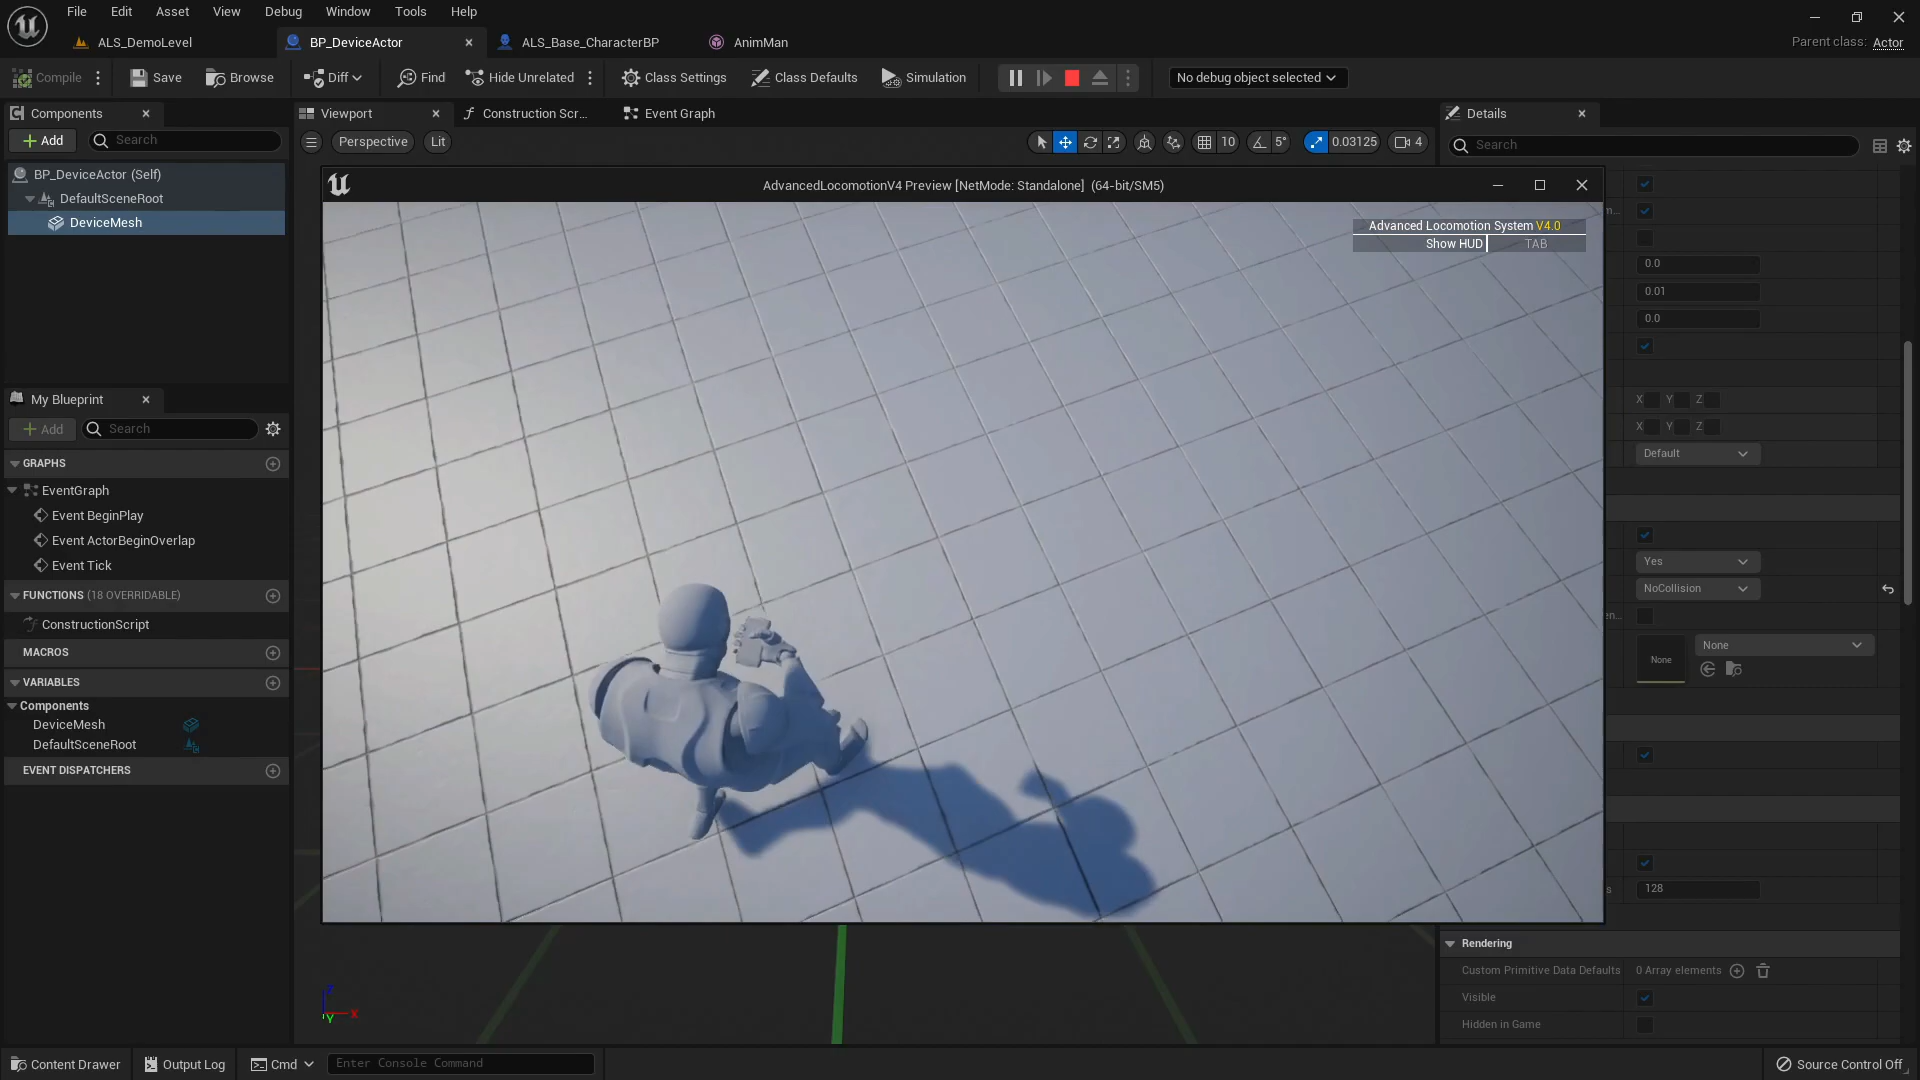 File Edit Asset View Debug Window Tools Help
ALS_DemoLevel BP_DeviceActor ALS_Base_CharacterBP AnimMan
Parent class: Actor
Compile Save Browse Diff Find Hide Unrelated Class Settings Class Defaults Simulation No debug object selected
Components
Add Search
BP_DeviceActor (Self)
DefaultSceneRoot
DeviceMesh
My Blueprint
Add Search
GRAPHS
EventGraph
Event BeginPlay
Event ActorBeginOverlap
Event Tick
FUNCTIONS (18 OVERRIDABLE)
ConstructionScript
MACROS
VARIABLES
Components
DeviceMesh
DefaultSceneRoot
EVENT DISPATCHERS
Viewport Construction Scr... Event Graph
Perspective Lit 10 5° 0.03125 4
AdvancedLocomotionV4 Preview [NetMode: Standalone] (64-bit/SM5)
Advanced Locomotion System V4.0
Show HUD TAB
Z
X
Y
Details
Search
0.0
0.01
0.0
X Y Z
X Y Z
Default
Yes
NoCollision
None None
128
Rendering
Custom Primitive Data Defaults 0 Array elements
Visible
Hidden in Game
Content Drawer Output Log Cmd Enter Console Command Source Control Off